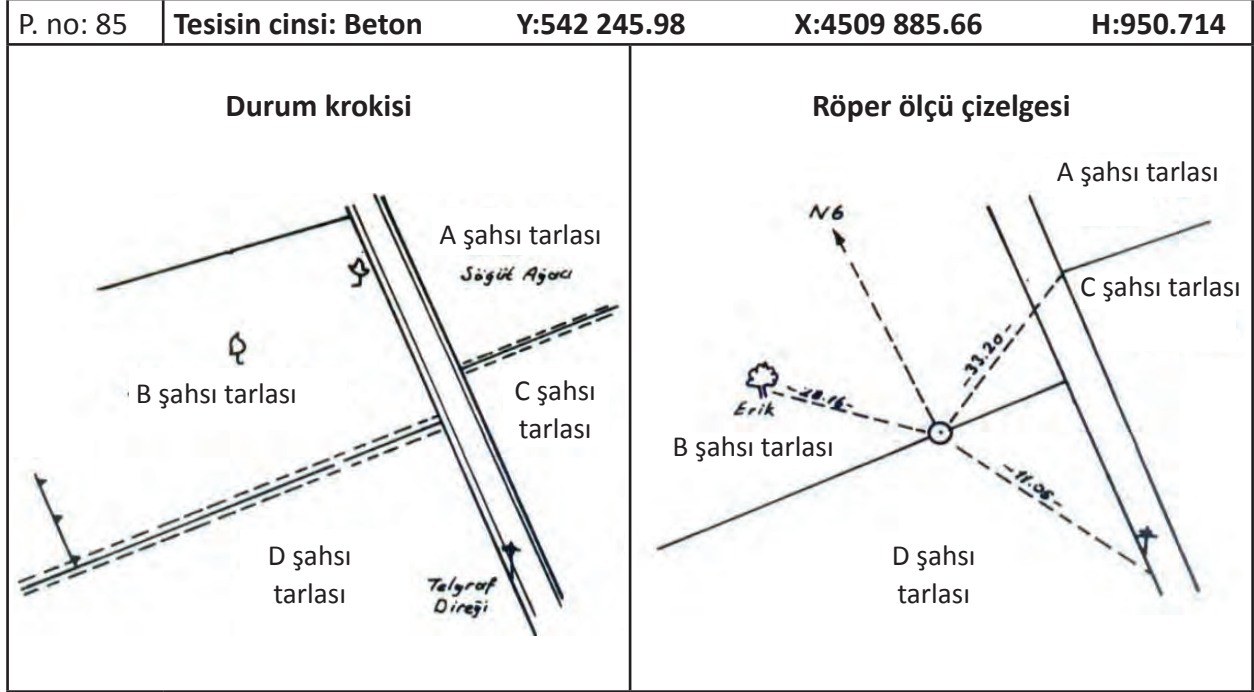 P. no: 85 Tesisin cinsi: Beton Y:542 245.98 X:4509 885.66 H:950.714
Durum krokisi
A şahsı tarlası
Söğüt Ağacı
B şahsı tarlası
C şahsı
tarlası
D şahsı
tarlası
Telgraf
Direği
Röper ölçü çizelgesi
A şahsı tarlası
N6
C şahsı tarlası
33.20
28.16
Erik
B şahsı tarlası
11.06
D şahsı
tarlası